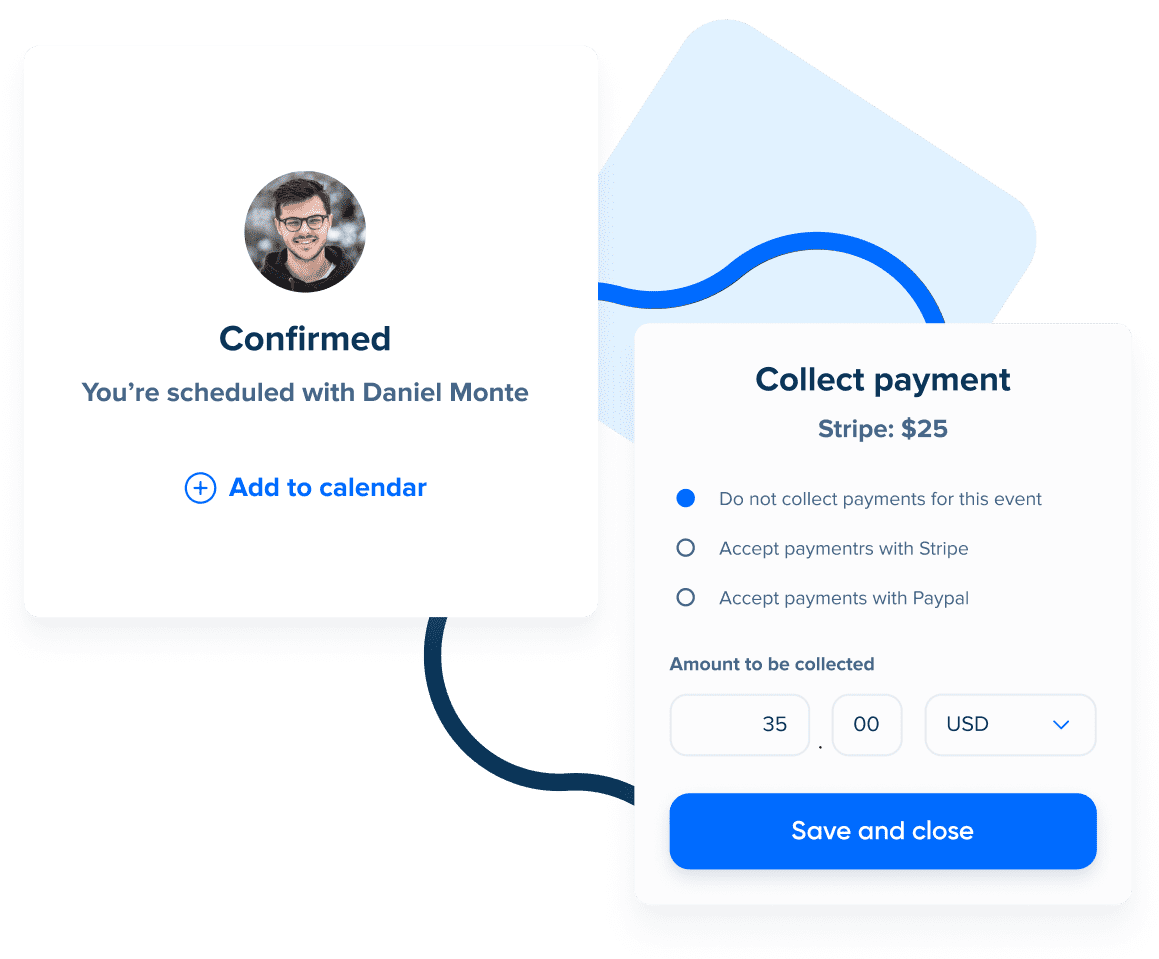 Confirmed
You’re scheduled with Daniel Monte
Add to calendar
Collect payment
Stripe: $25
Do not collect payments for this event
Accept paymentrs with Stripe
Accept payments with Paypal
Amount to be collected
35 . 00 USD
Save and close